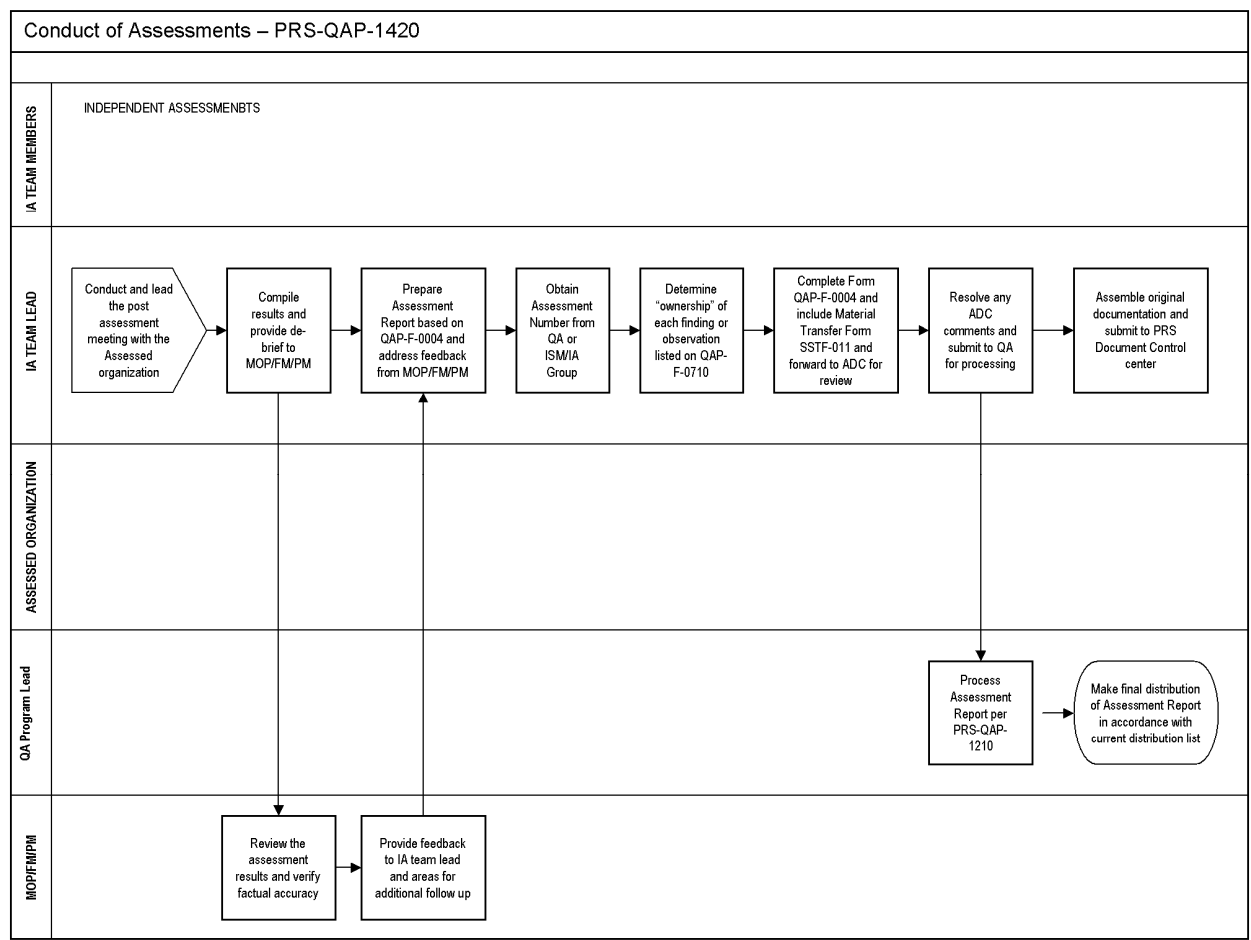 Conduct of Assessments – PRS-QAP-1420
IA TEAM MEMBERS
INDEPENDENT ASSESSMENBTS
IA TEAM LEAD
Conduct and lead
the post
assessment
meeting with the
Assessed
organization
Compile
results and
provide de-
brief to
MOP/FM/PM
Prepare
Assessment
Report based on
QAP-F-0004 and
address feedback
from MOP/FM/PM
Obtain
Assessment
Number from
QA or
ISM/IA
Group
Determine
“ownership” of
each finding or
observation
listed on QAP-
F-0710
Complete Form
QAP-F-0004 and
include Material
Transfer Form
SSTF-011 and
forward to ADC for
review
Resolve any
ADC
comments and
submit to QA
for processing
Assemble original
documentation and
submit to PRS
Document Control
center
ASSESSED ORGANIZATION
QA Program Lead
Process
Assessment
Report per
PRS-QAP-
1210
Make final distribution
of Assessment Report
in accordance with
current distribution list
MOP/FM/PM
Review the
assessment
results and verify
factual accuracy
Provide feedback
to IA team lead
and areas for
additional follow up